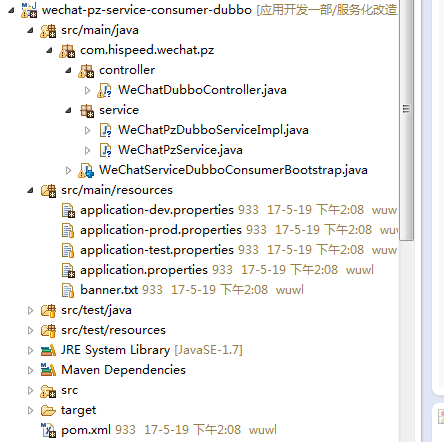 wechat-pz-service-consumer-dubbo [应用开发一部/服务化改造
src/main/java
com.hispeed.wechat.pz
controller
WeChatDubboController.java
service
WeChatPzDubboServiceImpl.java
WeChatPzService.java
WeChatServiceDubboConsumerBootstrap.java
src/main/resources
application-dev.properties 933 17-5-19 下午2:08 wuwl
application-prod.properties 933 17-5-19 下午2:08 wuwl
application-test.properties 933 17-5-19 下午2:08 wuwl
application.properties 933 17-5-19 下午2:08 wuwl
banner.txt 933 17-5-19 下午2:08 wuwl
src/test/java
src/test/resources
JRE System Library [JavaSE-1.7]
Maven Dependencies
src
target
pom.xml 933 17-5-19 下午2:08 wuwl